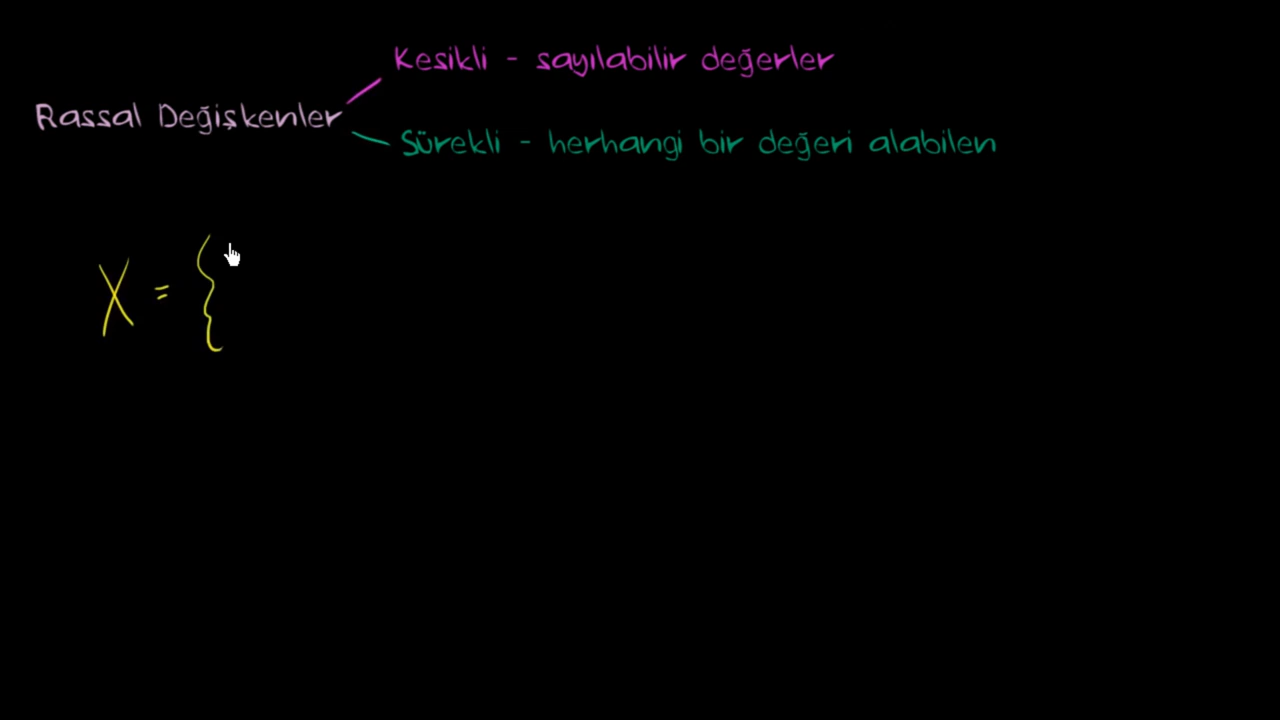 Kesikli - sayılabilir değerler
Rassal Değişkenler
Sürekli - herhangi bir değeri alabilen
X = {